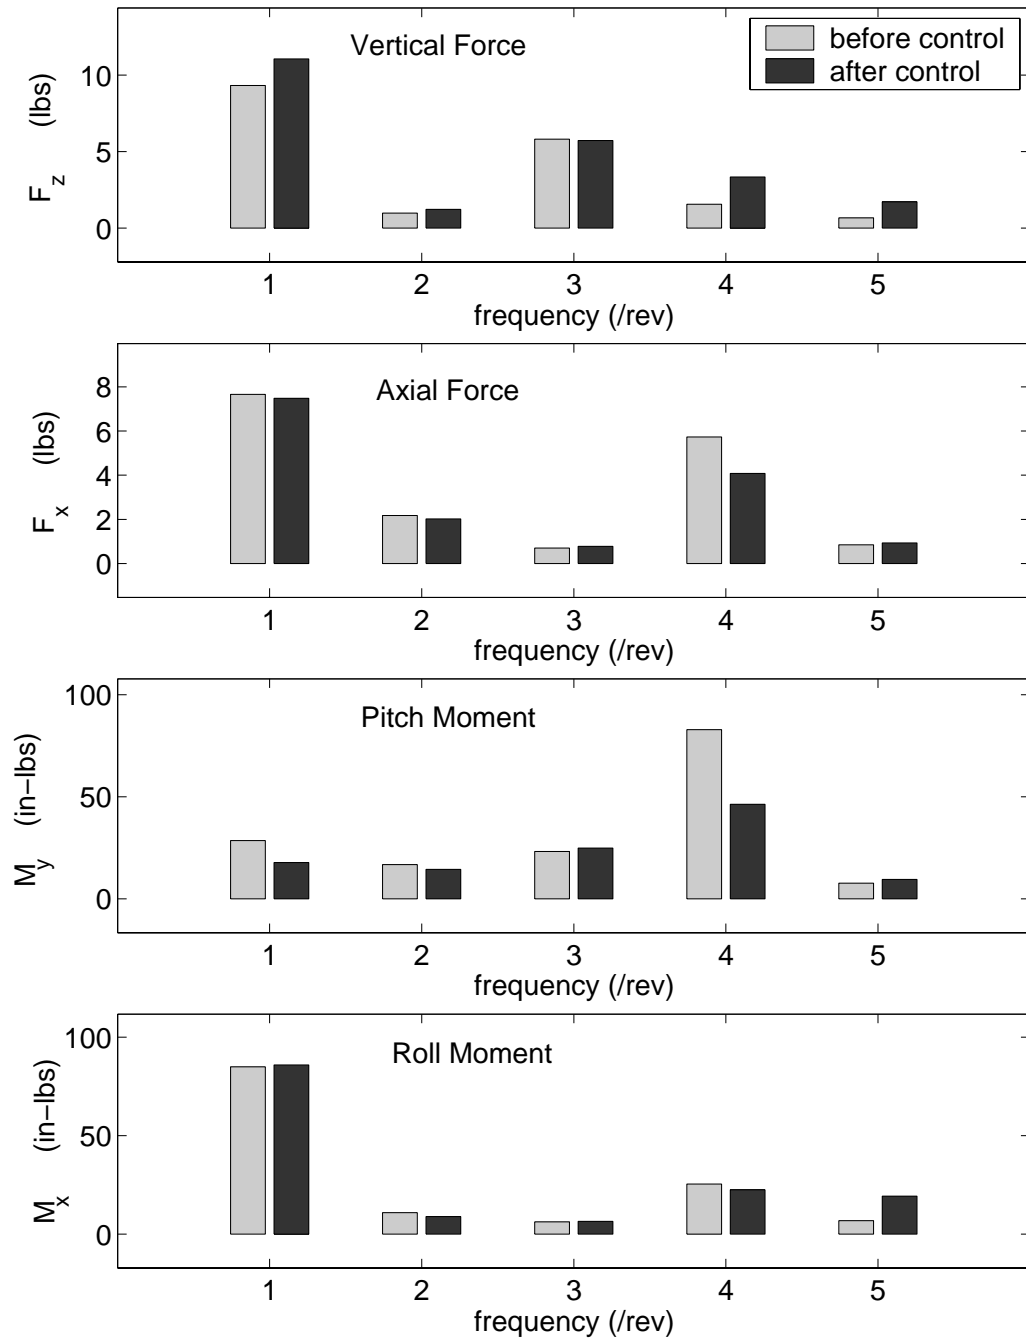 Vertical Force
before control
after control
F_z (lbs)
10
5
0
1 2 3 4 5
frequency (/rev)
Axial Force
F_x (lbs)
8
6
4
2
0
1 2 3 4 5
frequency (/rev)
Pitch Moment
M_y (in−lbs)
100
50
0
1 2 3 4 5
frequency (/rev)
Roll Moment
M_x (in−lbs)
100
50
0
1 2 3 4 5
frequency (/rev)